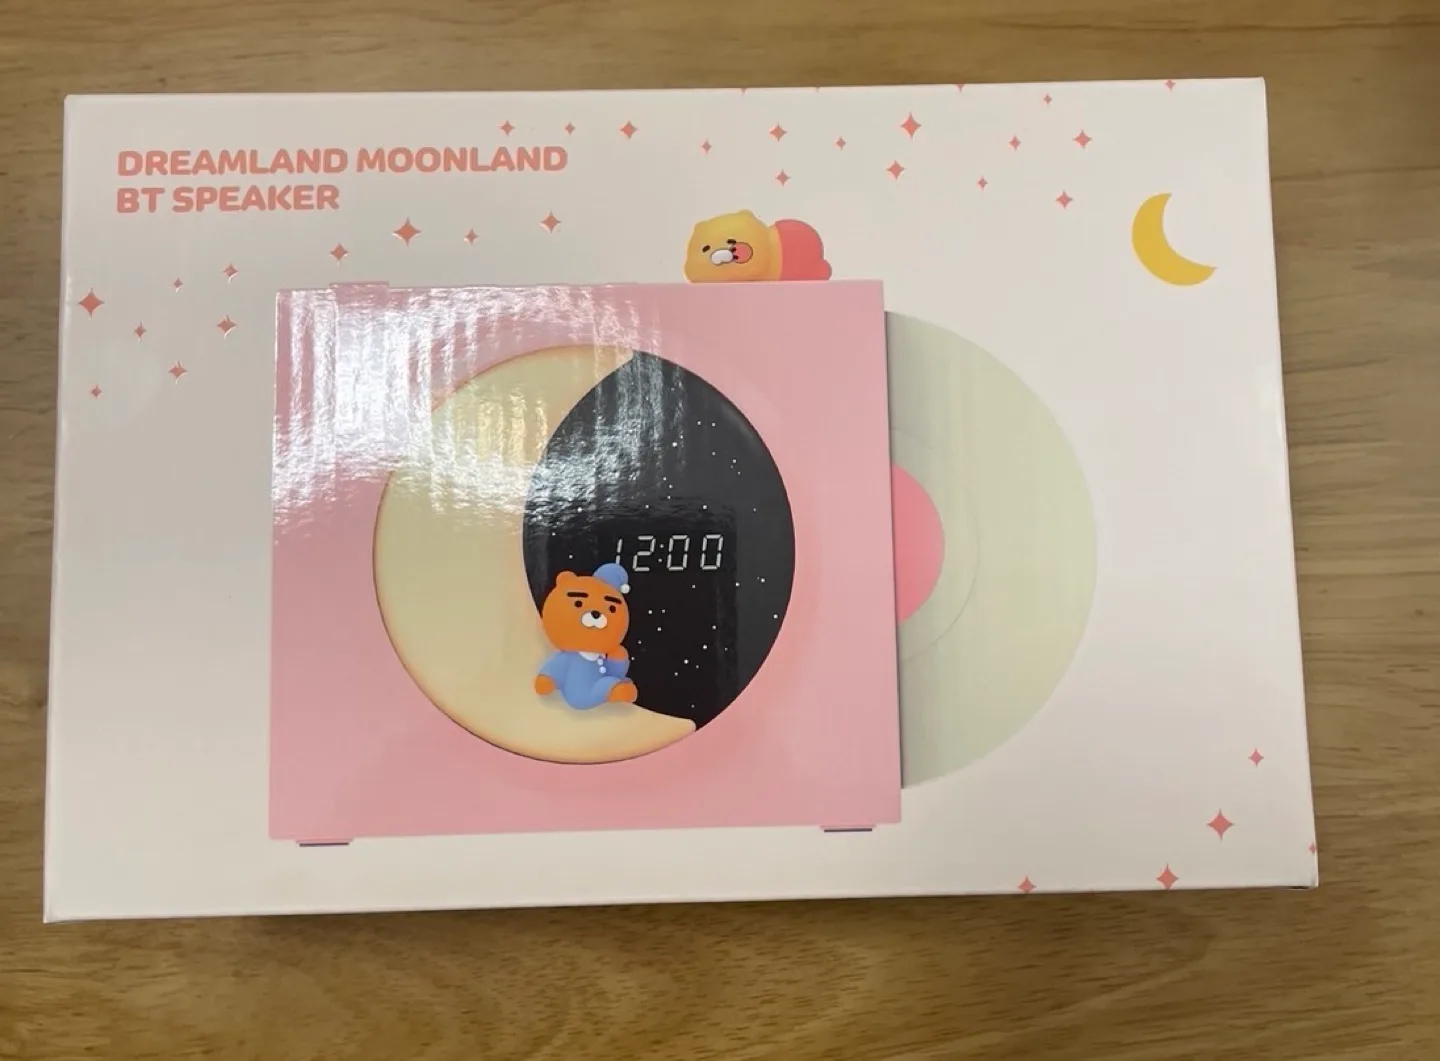 DREAMLAND MOONLAND
BT SPEAKER
12:00